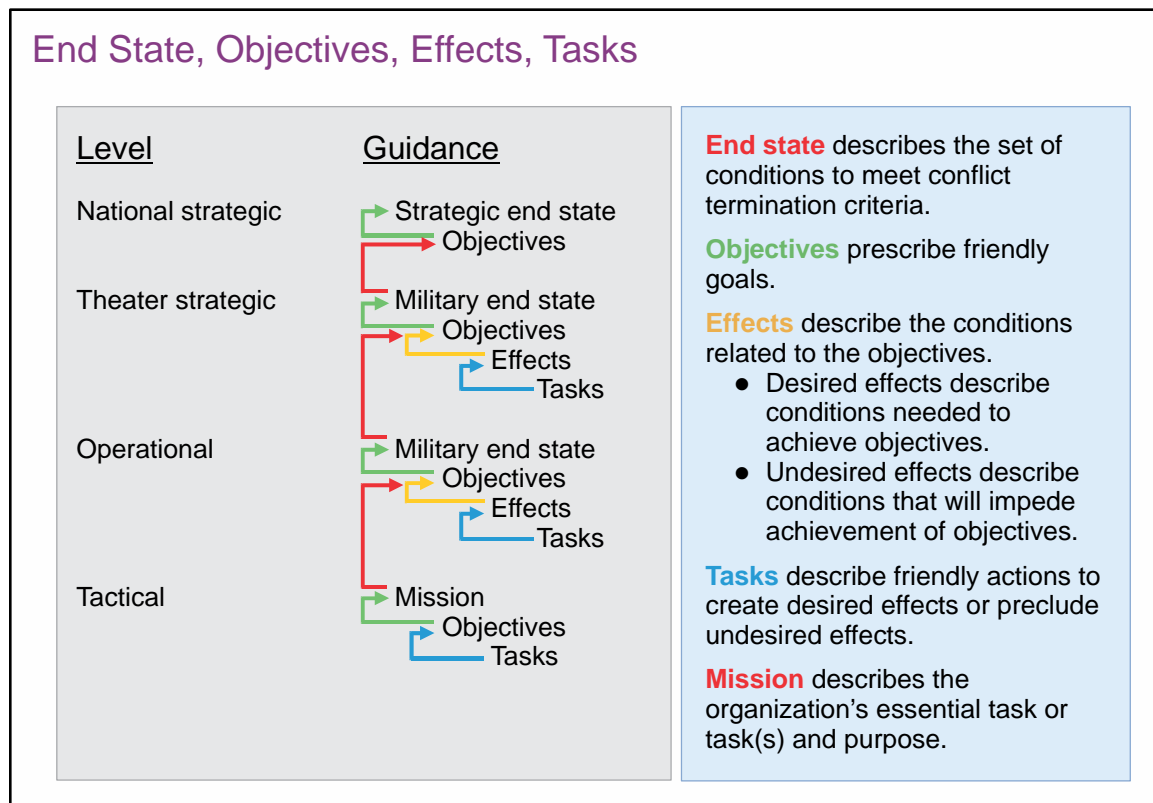 End State, Objectives, Effects, Tasks
Level
Guidance
National strategic
Strategic end state
Objectives
Theater strategic
Military end state
Objectives
Effects
Tasks
Operational
Military end state
Objectives
Effects
Tasks
Tactical
Mission
Objectives
Tasks
End state describes the set of
conditions to meet conflict
termination criteria.
Objectives prescribe friendly
goals.
Effects describe the conditions
related to the objectives.
● Desired effects describe
conditions needed to
achieve objectives.
● Undesired effects describe
conditions that will impede
achievement of objectives.
Tasks describe friendly actions to
create desired effects or preclude
undesired effects.
Mission describes the
organization’s essential task or
task(s) and purpose.